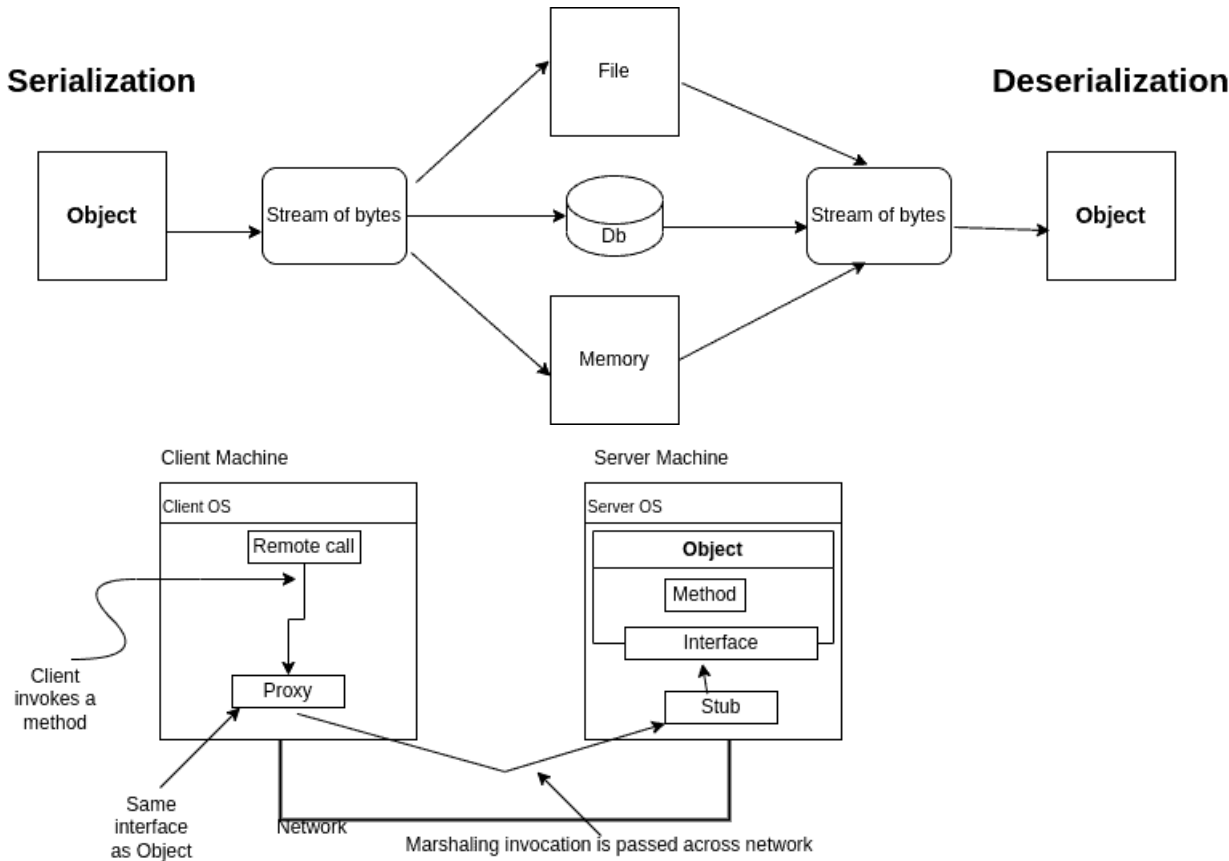 File
Serialization
Deserialization
Object
Stream of bytes
Db
Stream of bytes
Object
Memory
Client Machine
Server Machine
Client OS
Server OS
Remote call
Object
Method
Interface
Client
invokes a
method
Proxy
Stub
Same
interface
as Object
Network
Marshaling invocation is passed across network